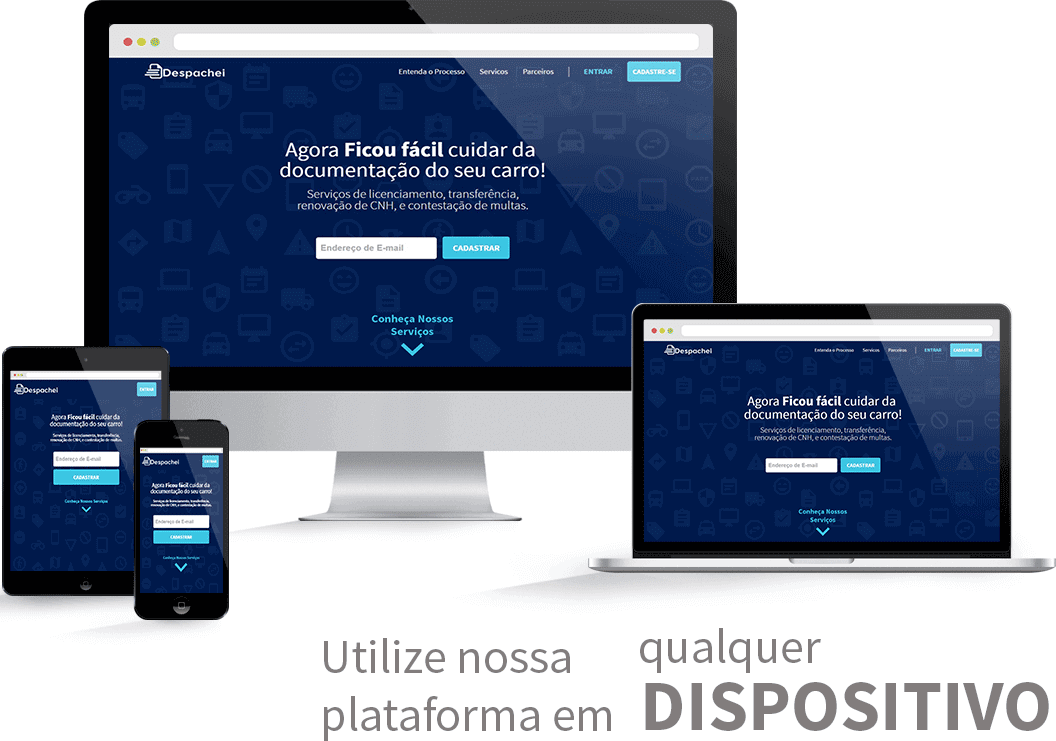 Despachei
Entenda o Processo Servicos Parceiros | ENTRAR CADASTRE-SE
Agora Ficou fácil cuidar da
documentação do seu carro!
Serviços de licenciamento, transferência,
renovação de CNH, e contestação de multas.
Endereço de E-mail CADASTRAR
Conheça Nossos
Serviços
Despachei
Entenda o Processo Servicos Parceiros | ENTRAR CADASTRE-SE
Agora Ficou fácil cuidar da
documentação do seu carro!
Serviços de licenciamento, transferência,
renovação de CNH, e contestação de multas.
Endereço de E-mail CADASTRAR
Conheça Nossos
Serviços
Despachei ENTRAR
Agora Ficou fácil cuidar da
documentação do seu carro!
Serviços de licenciamento, transferência,
renovação de CNH, e contestação de multas.
Endereço de E-mail
CADASTRAR
Conheça Nossos Serviços
Despachei ENTRAR
Agora Ficou fácil cuidar da
documentação do seu carro!
Serviços de licenciamento, transferência,
renovação de CNH, e contestação de multas.
Endereço de E-mail
CADASTRAR
Conheça Nossos Serviços
Utilize nossa
plataforma em
qualquer
DISPOSITIVO